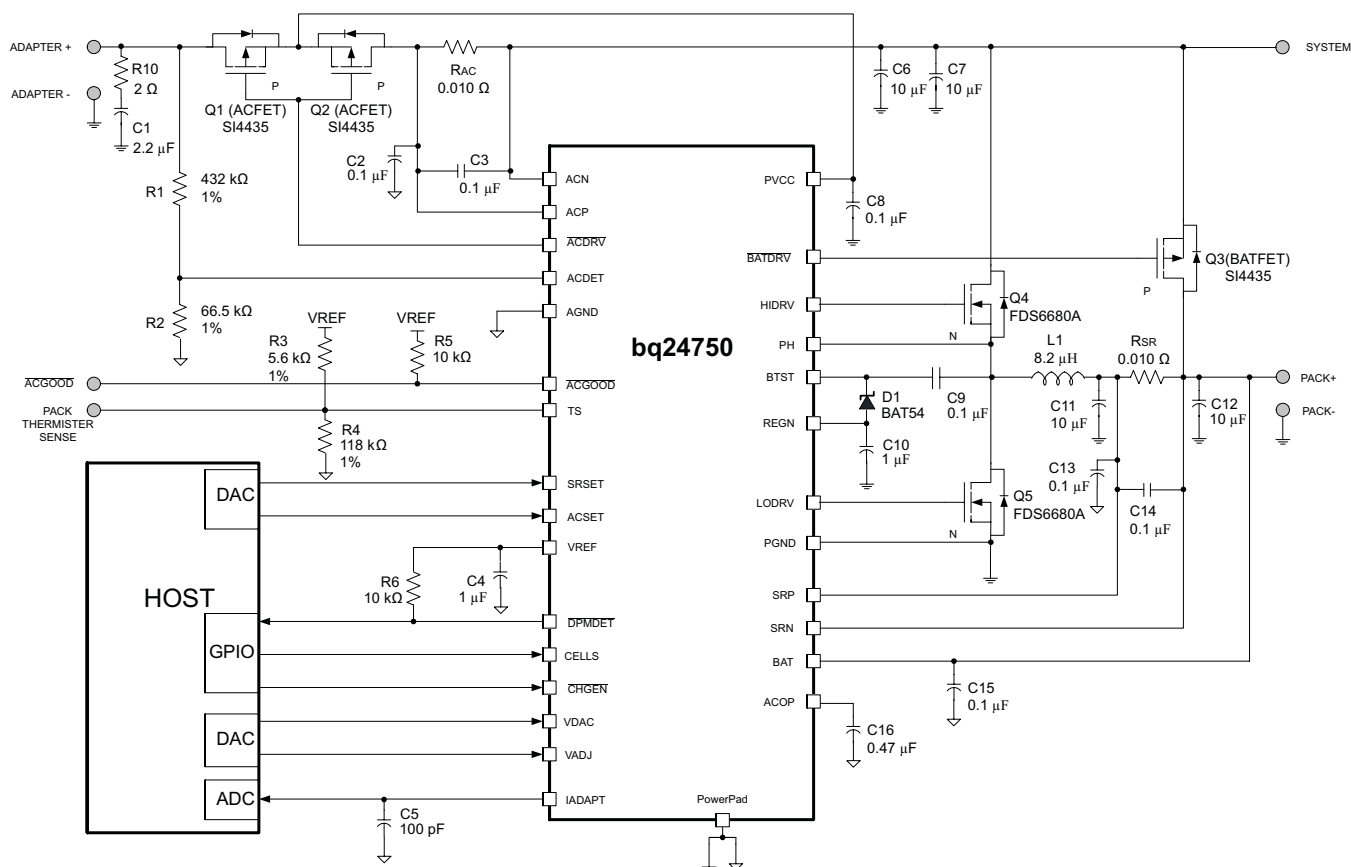 ADAPTER +
R10
2 Ω
ADAPTER -
C1
2.2 µF
P
Q1 (ACFET)
SI4435
P
Q2 (ACFET)
SI4435
RAC
0.010 Ω
C6
10 µF
C7
10 µF
SYSTEM
R1
432 kΩ
1%
R2
66.5 kΩ
1%
C2
0.1 µF
C3
0.1 µF
C8
0.1 µF
Q3(BATFET)
SI4435
P
VREF
R3
5.6 kΩ
1%
VREF
R5
10 kΩ
ACGOOD
PACK
THERMISTER
SENSE
R4
118 kΩ
1%
bq24750
ACN
ACP
ACDRV
ACDET
AGND
ACGOOD
TS
SRSET
ACSET
VREF
DPMDET
CELLS
CHGEN
VDAC
VADJ
IADAPT
PVCC
BATDRV
HIDRV
PH
BTST
REGN
LODRV
PGND
SRP
SRN
BAT
ACOP
PowerPad
Q4
FDS6680A
N
L1
8.2 µH
RSR
0.010 Ω
PACK+
PACK-
D1
BAT54
C9
0.1 µF
C10
1 µF
C11
10 µF
C12
10 µF
C13
0.1 µF
C14
0.1 µF
Q5
FDS6680A
N
C15
0.1 µF
C16
0.47 µF
HOST
DAC
GPIO
DAC
ADC
R6
10 kΩ
C4
1 µF
C5
100 pF